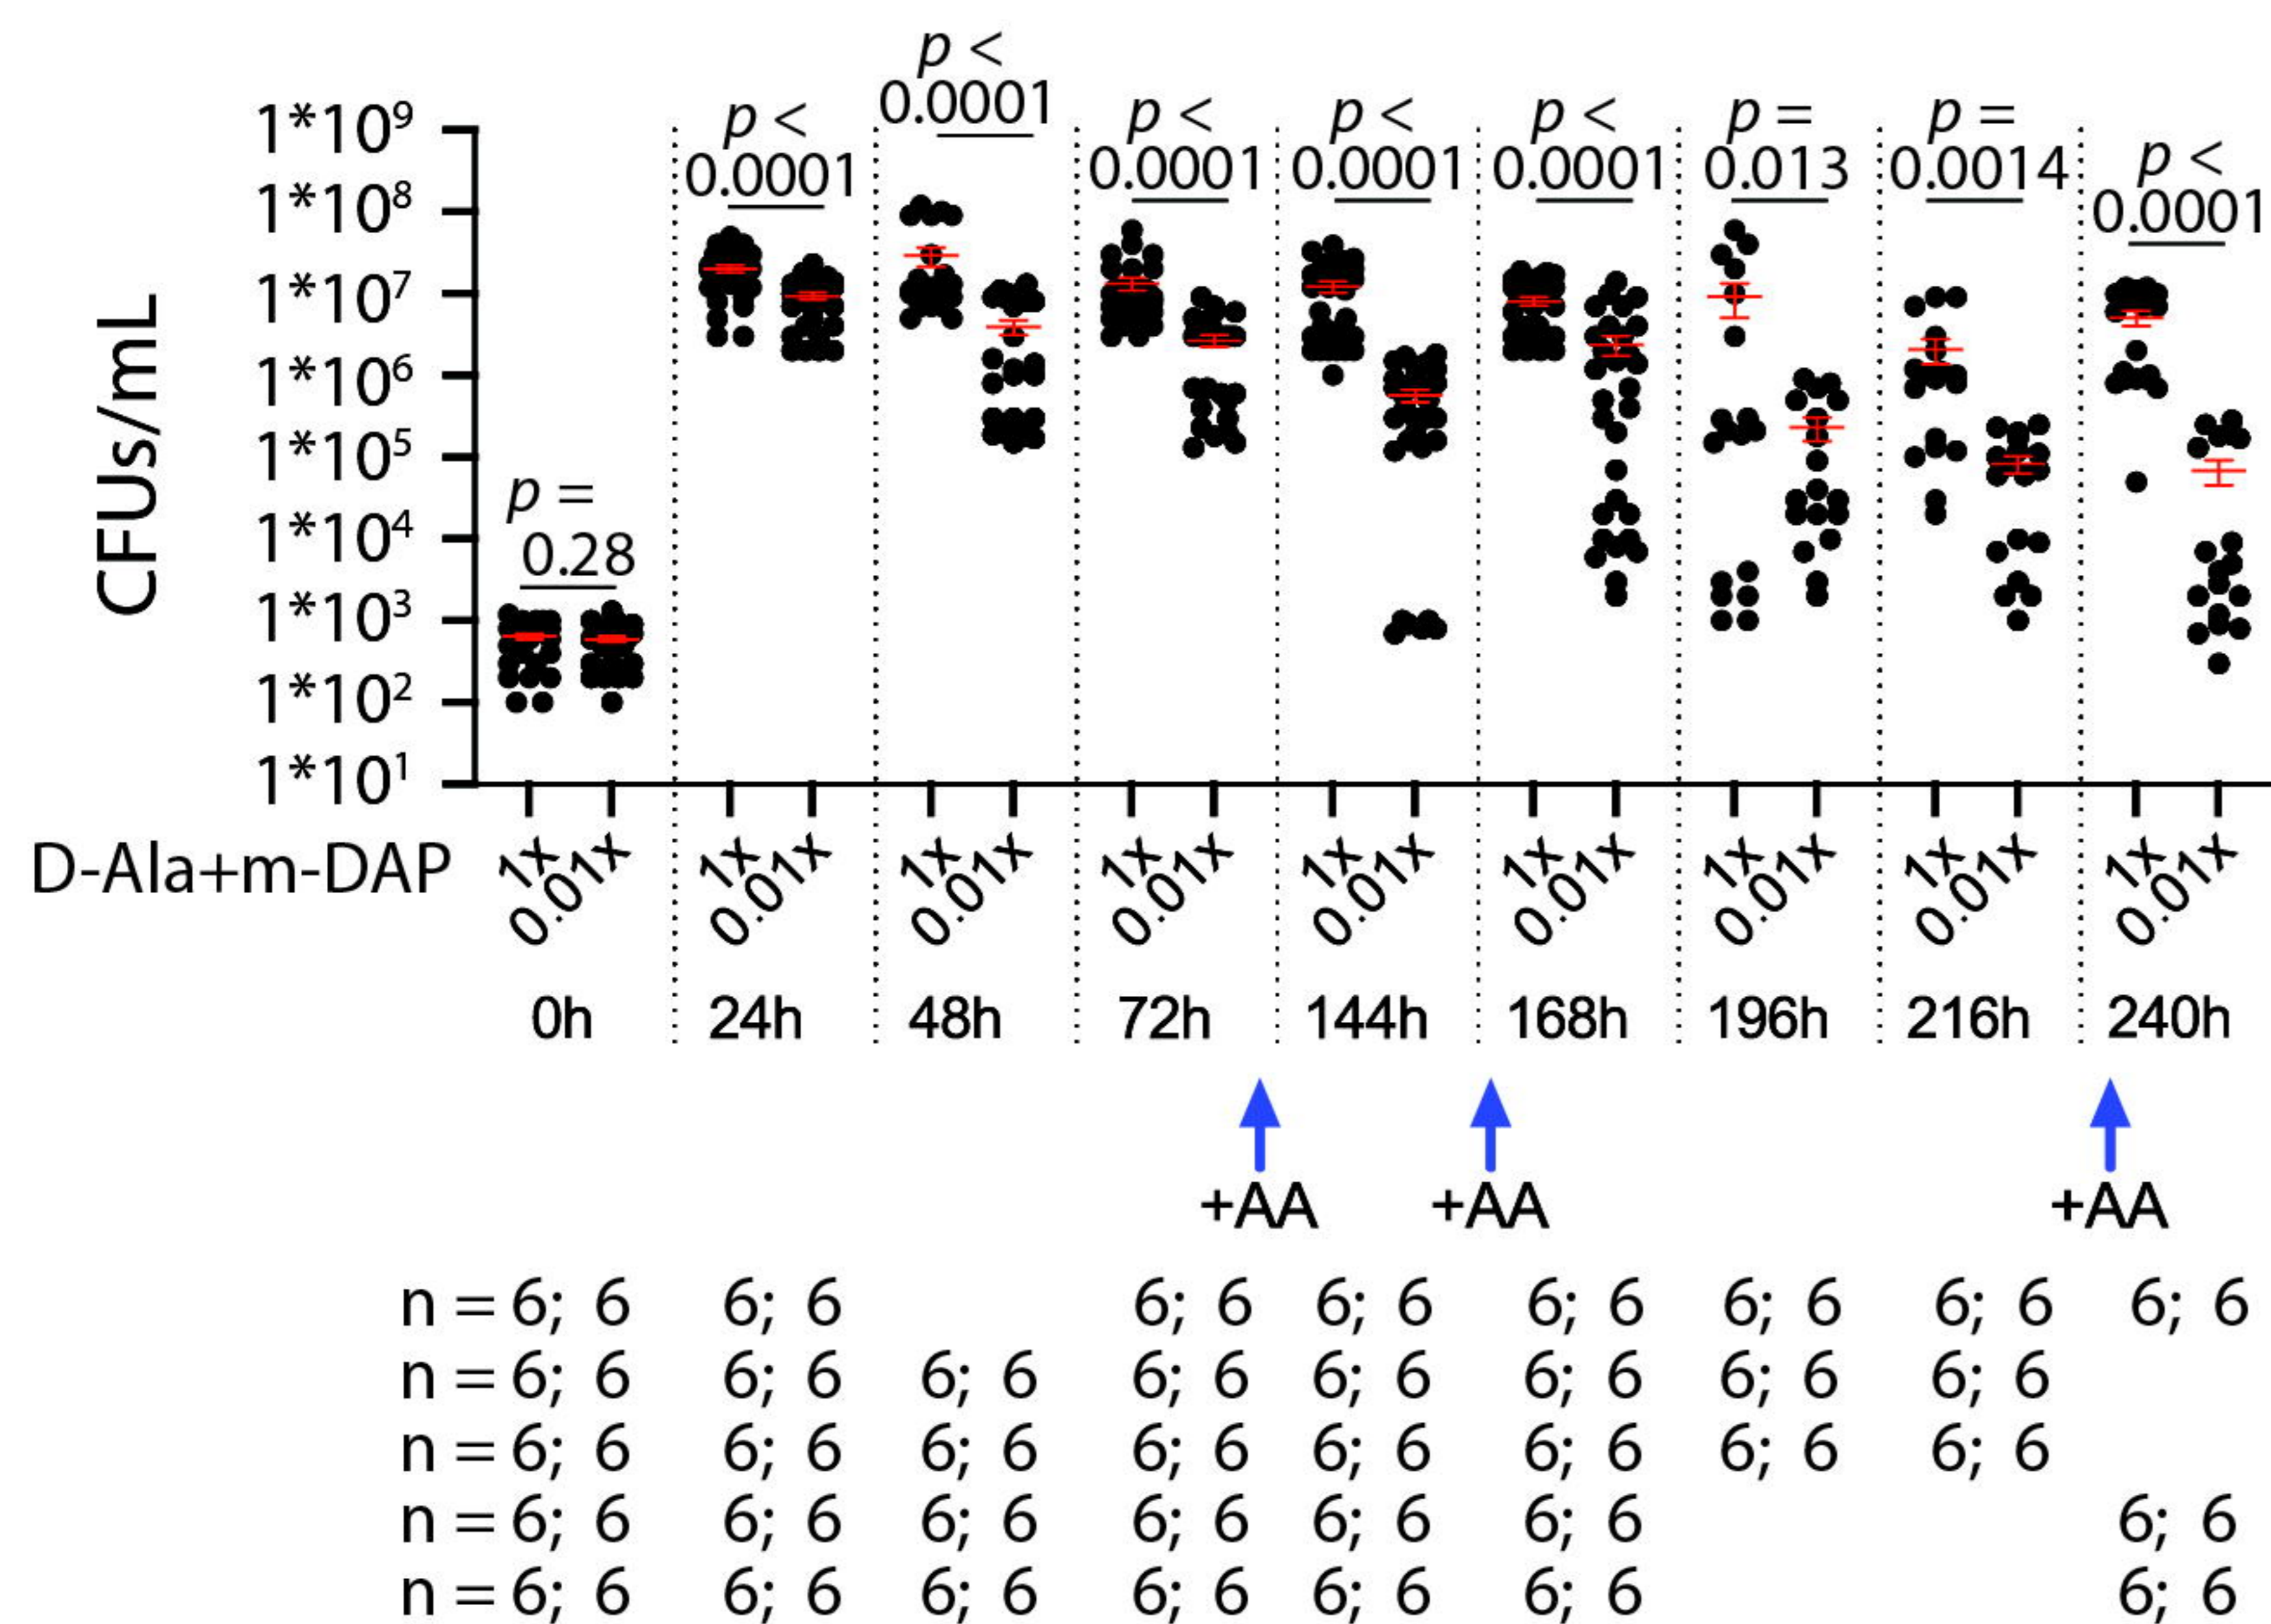 p <
0.0001
p <
0.0001
p <
0.0001
p <
0.0001
p <
0.0001
p =
0.013
p =
0.0014
p <
0.0001
p =
0.28
CFUs/mL
1*10⁹
1*10⁸
1*10⁷
1*10⁶
1*10⁵
1*10⁴
1*10³
1*10²
1*10¹
D-Ala+m-DAP 1x 0.01x 1x 0.01x 1x 0.01x 1x 0.01x 1x 0.01x 1x 0.01x 1x 0.01x 1x 0.01x 1x 0.01x
0h 24h 48h 72h 144h 168h 196h 216h 240h
+AA +AA +AA
n = 6; 6 6; 6 6; 6 6; 6 6; 6 6; 6 6; 6 6; 6
n = 6; 6 6; 6 6; 6 6; 6 6; 6 6; 6 6; 6 6; 6
n = 6; 6 6; 6 6; 6 6; 6 6; 6 6; 6 6; 6 6; 6
n = 6; 6 6; 6 6; 6 6; 6 6; 6 6; 6 6; 6
n = 6; 6 6; 6 6; 6 6; 6 6; 6 6; 6 6; 6